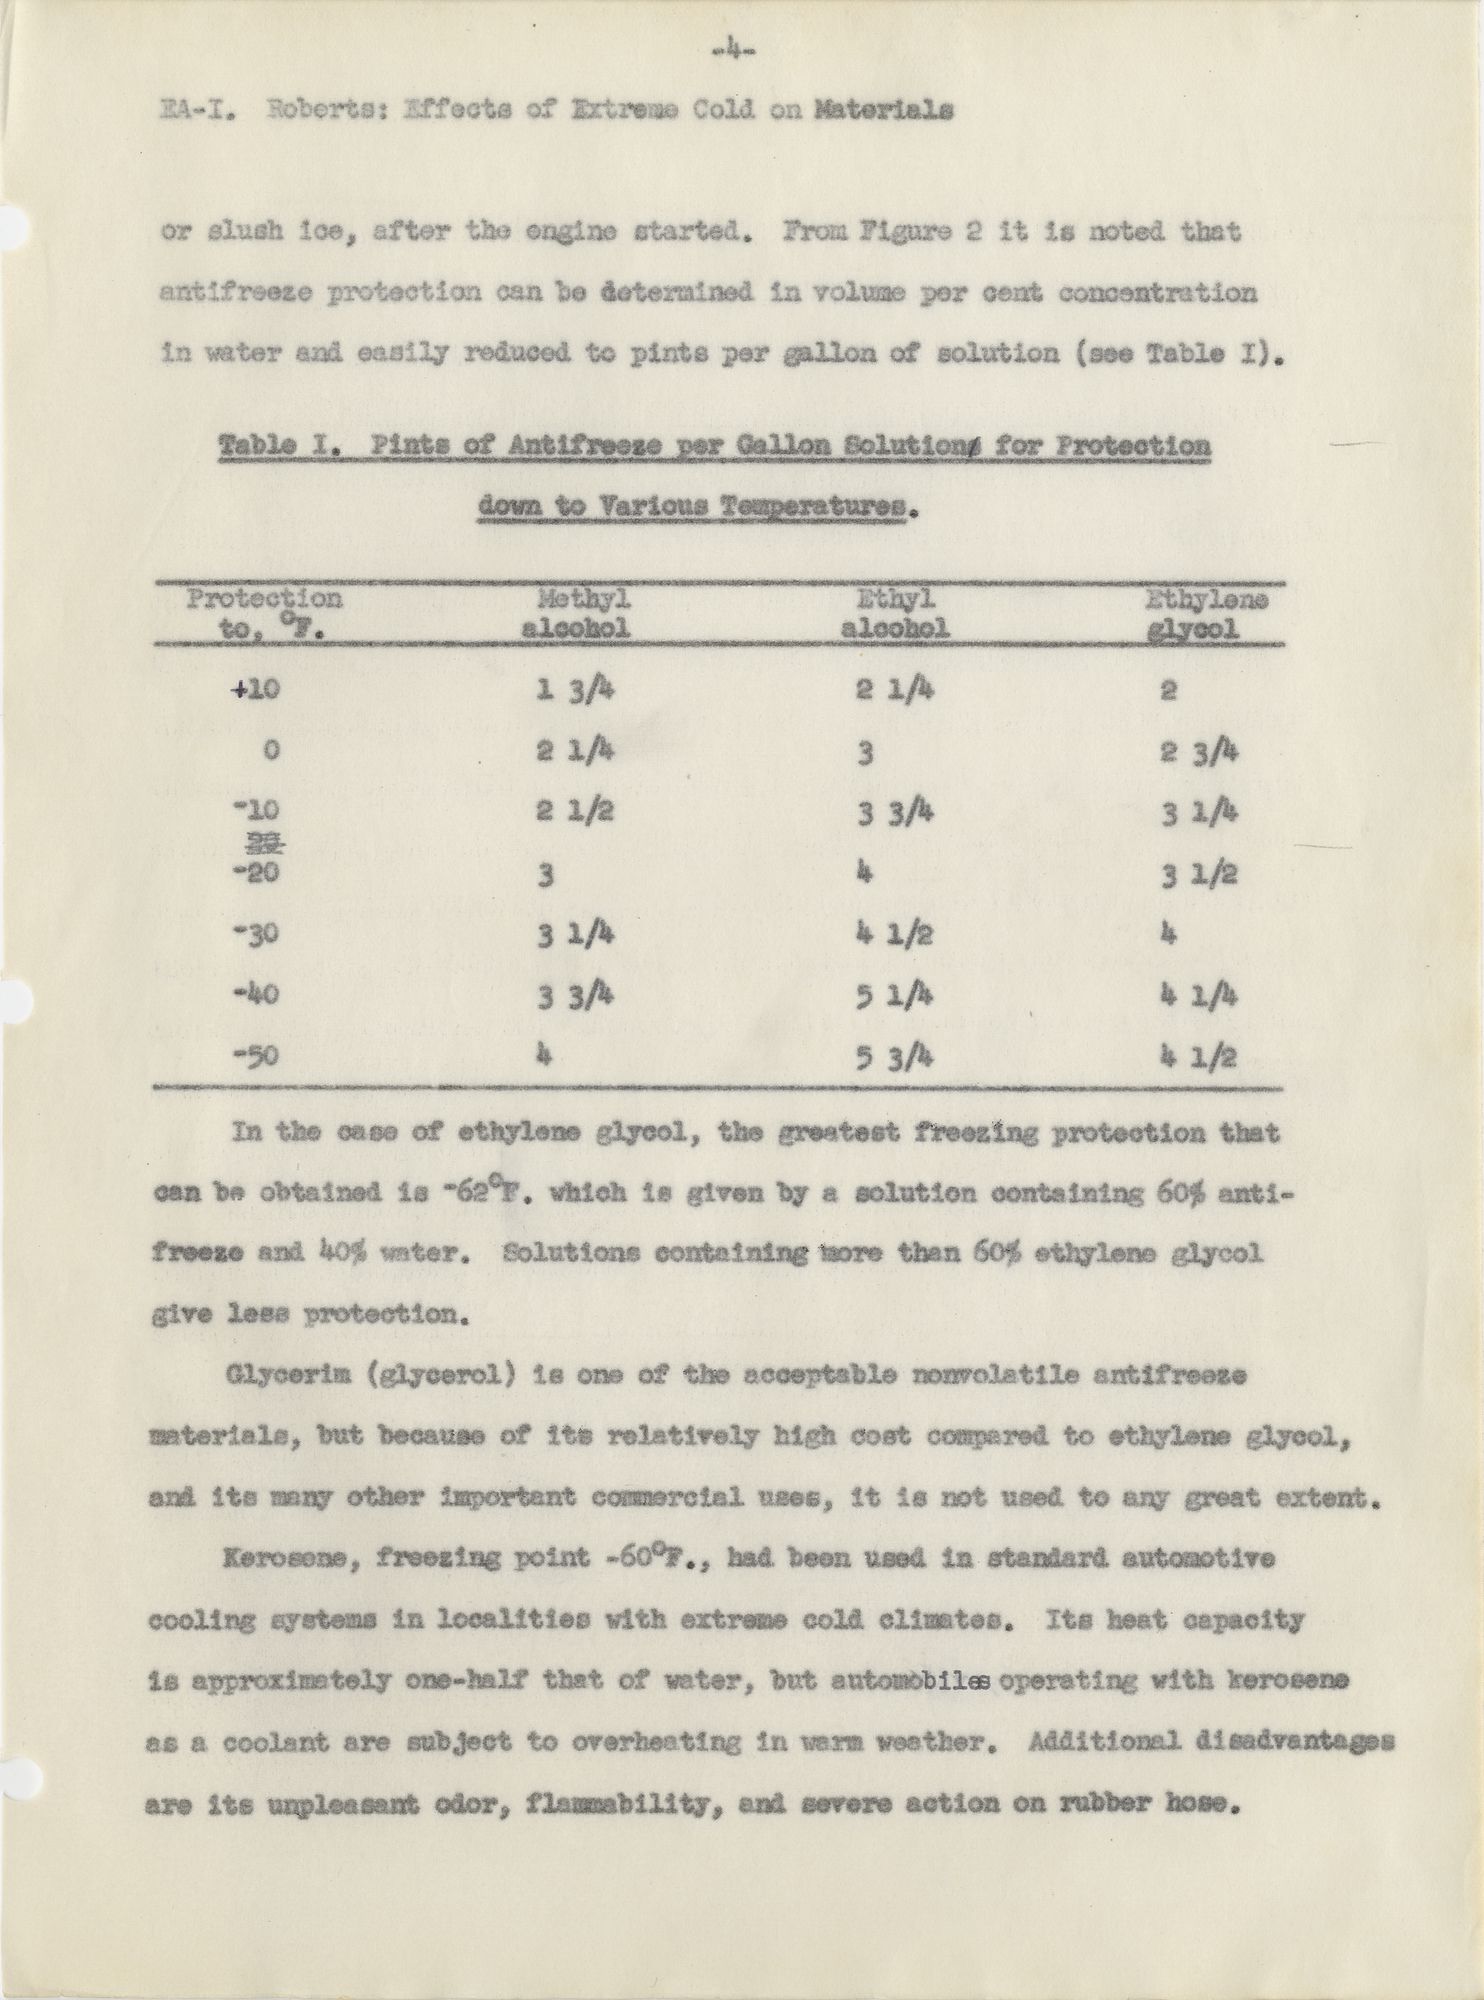 -4-
EA-I. Roberts: Effects of Extreme Cold on Materials
or slush ice, after the engine started. From Figure 2 it is noted that
antifreeze protection can be determined in volume per cent concentration
in water and easily reduced to pints per gallon of solution (see Table I).
Table I. Pints of Antifreeze per Gallon Solution for Protection
down to Various Temperatures.
Protection Methyl Ethyl Ethylene
to, °F. alcohol alcohol glycol
+10 1 3/4 2 1/4 2
0 2 1/4 3 2 3/4
-10 2 1/2 3 3/4 3 1/4
-20 3 4 3 1/2
-30 3 1/4 4 1/2 4
-40 3 3/4 5 1/4 4 1/4
-50 4 5 3/4 4 1/2
In the case of ethylene glycol, the greatest freezing protection that
can be obtained is -62°F. which is given by a solution containing 60% anti-
freeze and 40% water. Solutions containing more than 60% ethylene glycol
give less protection.
Glycerim (glycerol) is one of the acceptable nonvolatile antifreeze
materials, but because of its relatively high cost compared to ethylene glycol,
and its many other important commercial uses, it is not used to any great extent.
Kerosene, freezing point -60°F., had been used in standard automotive
cooling systems in localities with extreme cold climates. Its heat capacity
is approximately one-half that of water, but automobiles operating with kerosene
as a coolant are subject to overheating in warm weather. Additional disadvantages
are its unpleasant odor, flammability, and severe action on rubber hose.